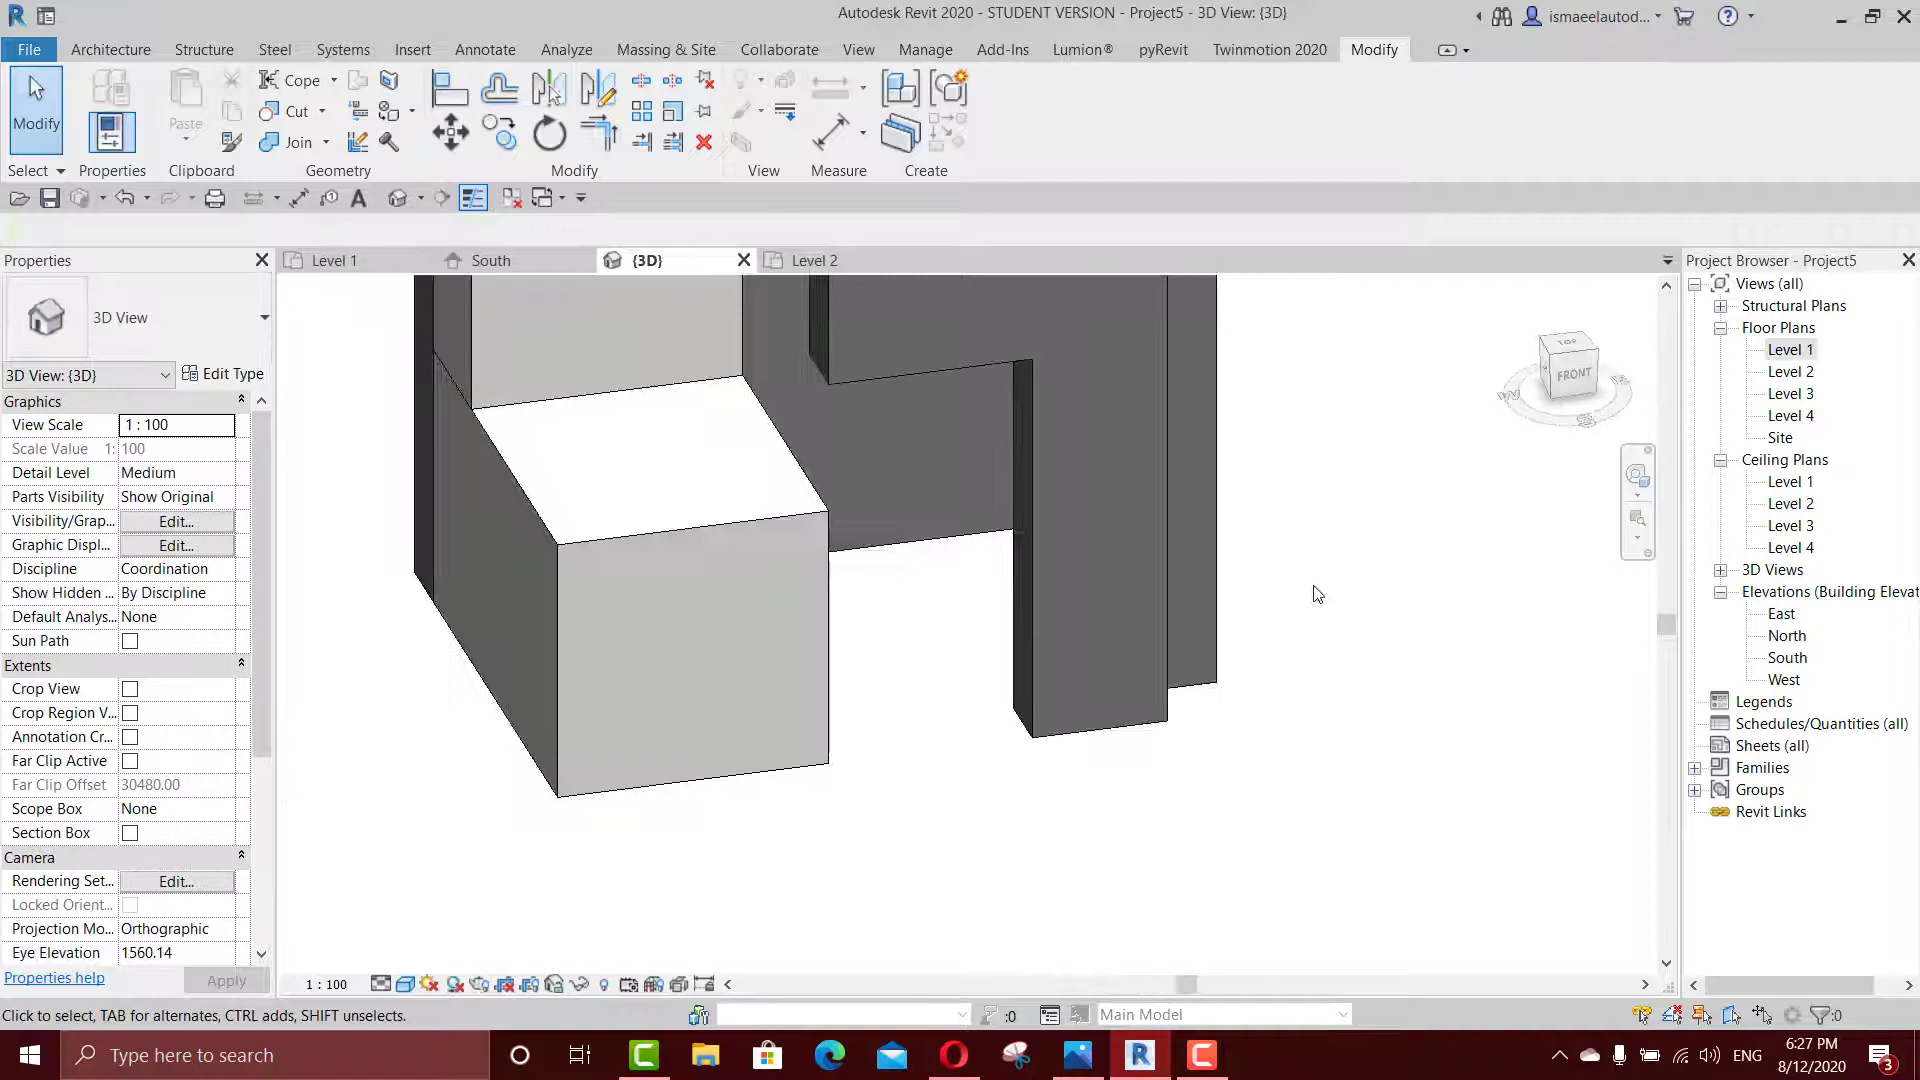 Autodesk Revit 2020 - STUDENT VERSION - Project5 - 3D View: {3D}
ismaeelautod...
File Architecture Structure Steel Systems Insert Annotate Analyze Massing & Site Collaborate View Manage Add-Ins Lumion® pyRevit Twinmotion 2020 Modify
Modify Paste Cope Cut Join
Select Properties Clipboard Geometry Modify View Measure Create
Properties
Level 1 South {3D} Level 2
Project Browser - Project5
3D View
3D View: {3D} Edit Type
Graphics
View Scale 1 : 100
Scale Value 1: 100
Detail Level Medium
Parts Visibility Show Original
Visibility/Grap... Edit...
Graphic Displ... Edit...
Discipline Coordination
Show Hidden ... By Discipline
Default Analys... None
Sun Path
Extents
Crop View
Crop Region V...
Annotation Cr...
Far Clip Active
Far Clip Offset 30480.00
Scope Box None
Section Box
Camera
Rendering Set... Edit...
Locked Orient...
Projection Mo... Orthographic
Eye Elevation 1560.14
Properties help Apply
TOP
FRONT
Views (all)
Structural Plans
Floor Plans
Level 1
Level 2
Level 3
Level 4
Site
Ceiling Plans
Level 1
Level 2
Level 3
Level 4
3D Views
Elevations (Building Elevat
East
North
South
West
Legends
Schedules/Quantities (all)
Sheets (all)
Families
Groups
Revit Links
1 : 100
Click to select, TAB for alternates, CTRL adds, SHIFT unselects.
:0 Main Model :0
Type here to search
ENG
6:27 PM
8/12/2020
3